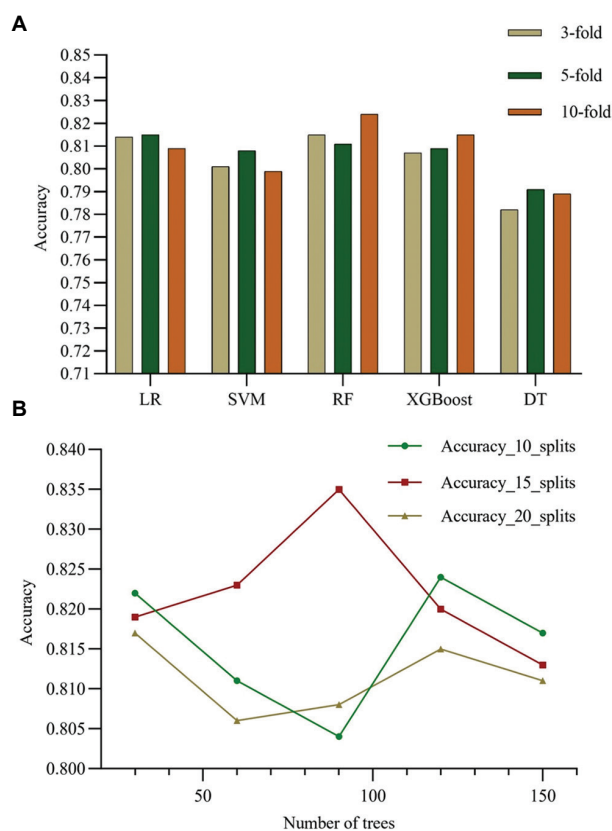 A
3-fold
5-fold
10-fold
Accuracy
0.85
0.84
0.83
0.82
0.81
0.80
0.79
0.78
0.77
0.76
0.75
0.74
0.73
0.72
0.71
LR SVM RF XGBoost DT
B
Accuracy_10_splits
Accuracy_15_splits
Accuracy_20_splits
Accuracy
0.840
0.835
0.830
0.825
0.820
0.815
0.810
0.805
0.800
50 100 150
Number of trees